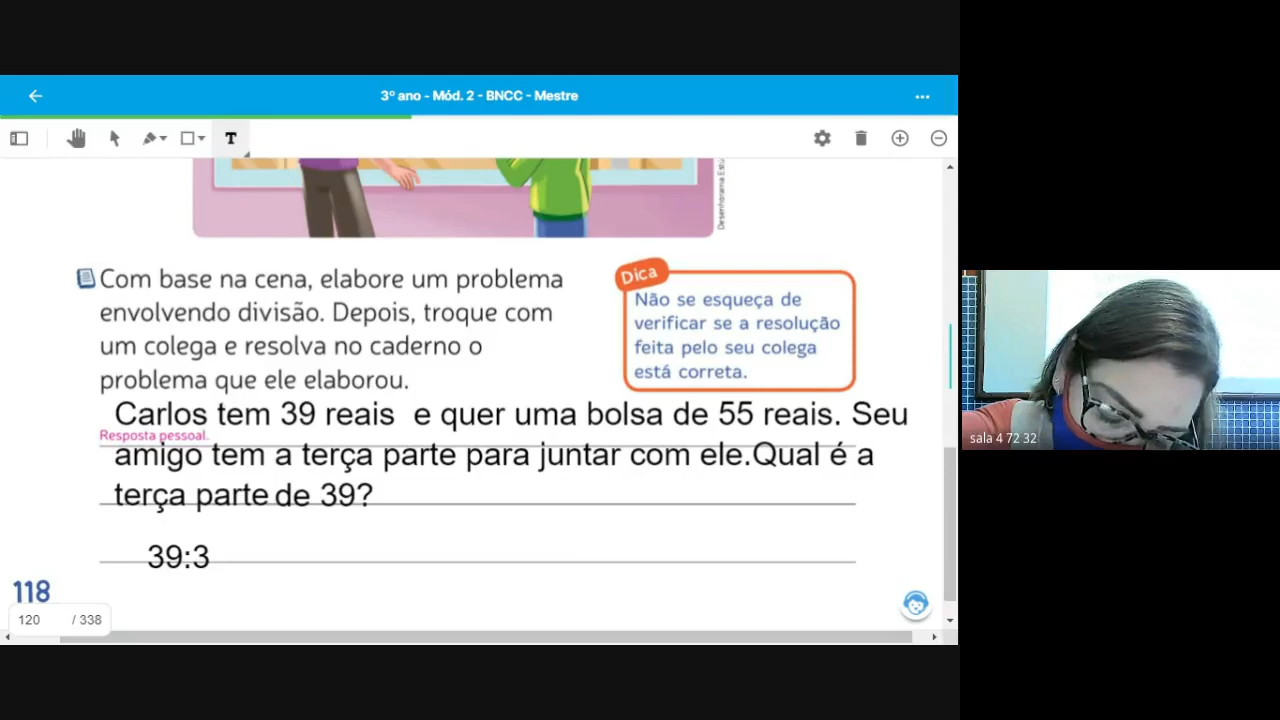 3º ano - Mód. 2 - BNCC - Mestre
T
Com base na cena, elabore um problema
envolvendo divisão. Depois, troque com
um colega e resolva no caderno o
problema que ele elaborou.
Dica
Não se esqueça de
verificar se a resolução
feita pelo seu colega
está correta.
Carlos tem 39 reais e quer uma bolsa de 55 reais. Seu
Resposta pessoal.
amigo tem a terça parte para juntar com ele.Qual é a
terça parte de 39?
39:3
118
120 / 338
sala 4 72 32